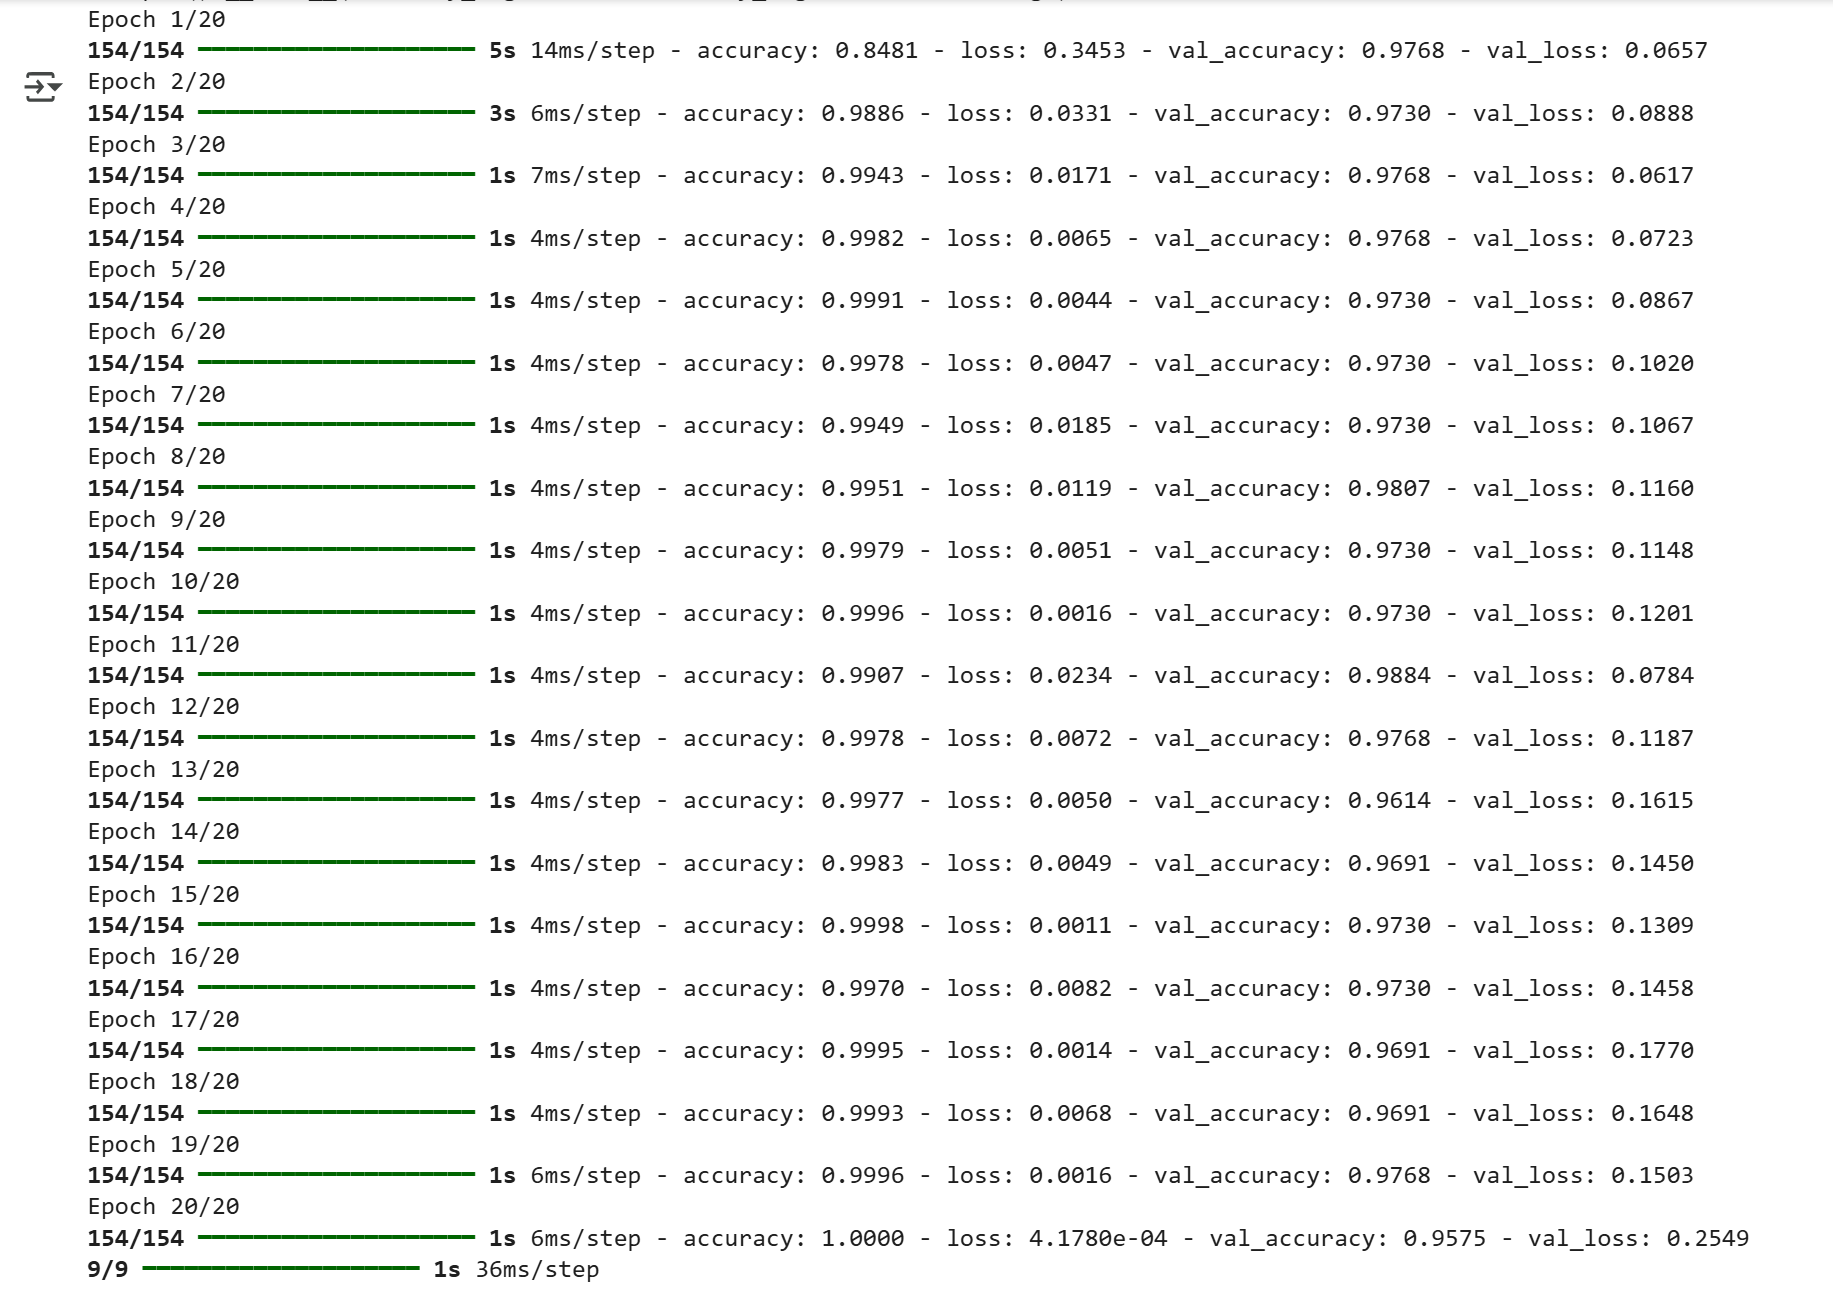 Epoch 1/20
154/154 ━━━━━━━━━━━━━━━━━━━━ 5s 14ms/step - accuracy: 0.8481 - loss: 0.3453 - val_accuracy: 0.9768 - val_loss: 0.0657
Epoch 2/20
154/154 ━━━━━━━━━━━━━━━━━━━━ 3s 6ms/step - accuracy: 0.9886 - loss: 0.0331 - val_accuracy: 0.9730 - val_loss: 0.0888
Epoch 3/20
154/154 ━━━━━━━━━━━━━━━━━━━━ 1s 7ms/step - accuracy: 0.9943 - loss: 0.0171 - val_accuracy: 0.9768 - val_loss: 0.0617
Epoch 4/20
154/154 ━━━━━━━━━━━━━━━━━━━━ 1s 4ms/step - accuracy: 0.9982 - loss: 0.0065 - val_accuracy: 0.9768 - val_loss: 0.0723
Epoch 5/20
154/154 ━━━━━━━━━━━━━━━━━━━━ 1s 4ms/step - accuracy: 0.9991 - loss: 0.0044 - val_accuracy: 0.9730 - val_loss: 0.0867
Epoch 6/20
154/154 ━━━━━━━━━━━━━━━━━━━━ 1s 4ms/step - accuracy: 0.9978 - loss: 0.0047 - val_accuracy: 0.9730 - val_loss: 0.1020
Epoch 7/20
154/154 ━━━━━━━━━━━━━━━━━━━━ 1s 4ms/step - accuracy: 0.9949 - loss: 0.0185 - val_accuracy: 0.9730 - val_loss: 0.1067
Epoch 8/20
154/154 ━━━━━━━━━━━━━━━━━━━━ 1s 4ms/step - accuracy: 0.9951 - loss: 0.0119 - val_accuracy: 0.9807 - val_loss: 0.1160
Epoch 9/20
154/154 ━━━━━━━━━━━━━━━━━━━━ 1s 4ms/step - accuracy: 0.9979 - loss: 0.0051 - val_accuracy: 0.9730 - val_loss: 0.1148
Epoch 10/20
154/154 ━━━━━━━━━━━━━━━━━━━━ 1s 4ms/step - accuracy: 0.9996 - loss: 0.0016 - val_accuracy: 0.9730 - val_loss: 0.1201
Epoch 11/20
154/154 ━━━━━━━━━━━━━━━━━━━━ 1s 4ms/step - accuracy: 0.9907 - loss: 0.0234 - val_accuracy: 0.9884 - val_loss: 0.0784
Epoch 12/20
154/154 ━━━━━━━━━━━━━━━━━━━━ 1s 4ms/step - accuracy: 0.9978 - loss: 0.0072 - val_accuracy: 0.9768 - val_loss: 0.1187
Epoch 13/20
154/154 ━━━━━━━━━━━━━━━━━━━━ 1s 4ms/step - accuracy: 0.9977 - loss: 0.0050 - val_accuracy: 0.9614 - val_loss: 0.1615
Epoch 14/20
154/154 ━━━━━━━━━━━━━━━━━━━━ 1s 4ms/step - accuracy: 0.9983 - loss: 0.0049 - val_accuracy: 0.9691 - val_loss: 0.1450
Epoch 15/20
154/154 ━━━━━━━━━━━━━━━━━━━━ 1s 4ms/step - accuracy: 0.9998 - loss: 0.0011 - val_accuracy: 0.9730 - val_loss: 0.1309
Epoch 16/20
154/154 ━━━━━━━━━━━━━━━━━━━━ 1s 4ms/step - accuracy: 0.9970 - loss: 0.0082 - val_accuracy: 0.9730 - val_loss: 0.1458
Epoch 17/20
154/154 ━━━━━━━━━━━━━━━━━━━━ 1s 4ms/step - accuracy: 0.9995 - loss: 0.0014 - val_accuracy: 0.9691 - val_loss: 0.1770
Epoch 18/20
154/154 ━━━━━━━━━━━━━━━━━━━━ 1s 4ms/step - accuracy: 0.9993 - loss: 0.0068 - val_accuracy: 0.9691 - val_loss: 0.1648
Epoch 19/20
154/154 ━━━━━━━━━━━━━━━━━━━━ 1s 6ms/step - accuracy: 0.9996 - loss: 0.0016 - val_accuracy: 0.9768 - val_loss: 0.1503
Epoch 20/20
154/154 ━━━━━━━━━━━━━━━━━━━━ 1s 6ms/step - accuracy: 1.0000 - loss: 4.1780e-04 - val_accuracy: 0.9575 - val_loss: 0.2549
9/9 ━━━━━━━━━━━━━━━━━━━━ 1s 36ms/step